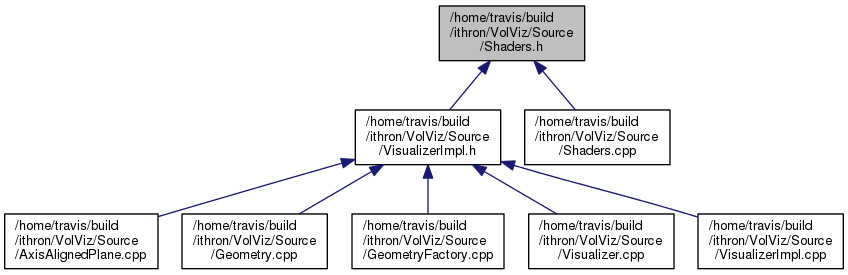 /home/travis/build
/ithron/VolViz/Source
/Shaders.h
/home/travis/build
/ithron/VolViz/Source
/VisualizerImpl.h
/home/travis/build
/ithron/VolViz/Source
/Shaders.cpp
/home/travis/build
/ithron/VolViz/Source
/AxisAlignedPlane.cpp
/home/travis/build
/ithron/VolViz/Source
/Geometry.cpp
/home/travis/build
/ithron/VolViz/Source
/GeometryFactory.cpp
/home/travis/build
/ithron/VolViz/Source
/Visualizer.cpp
/home/travis/build
/ithron/VolViz/Source
/VisualizerImpl.cpp